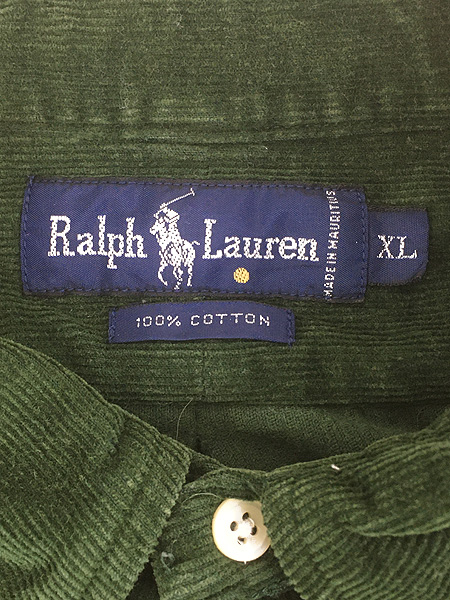 Ralph Lauren
MADE IN MAURITIUS
XL
100% COTTON